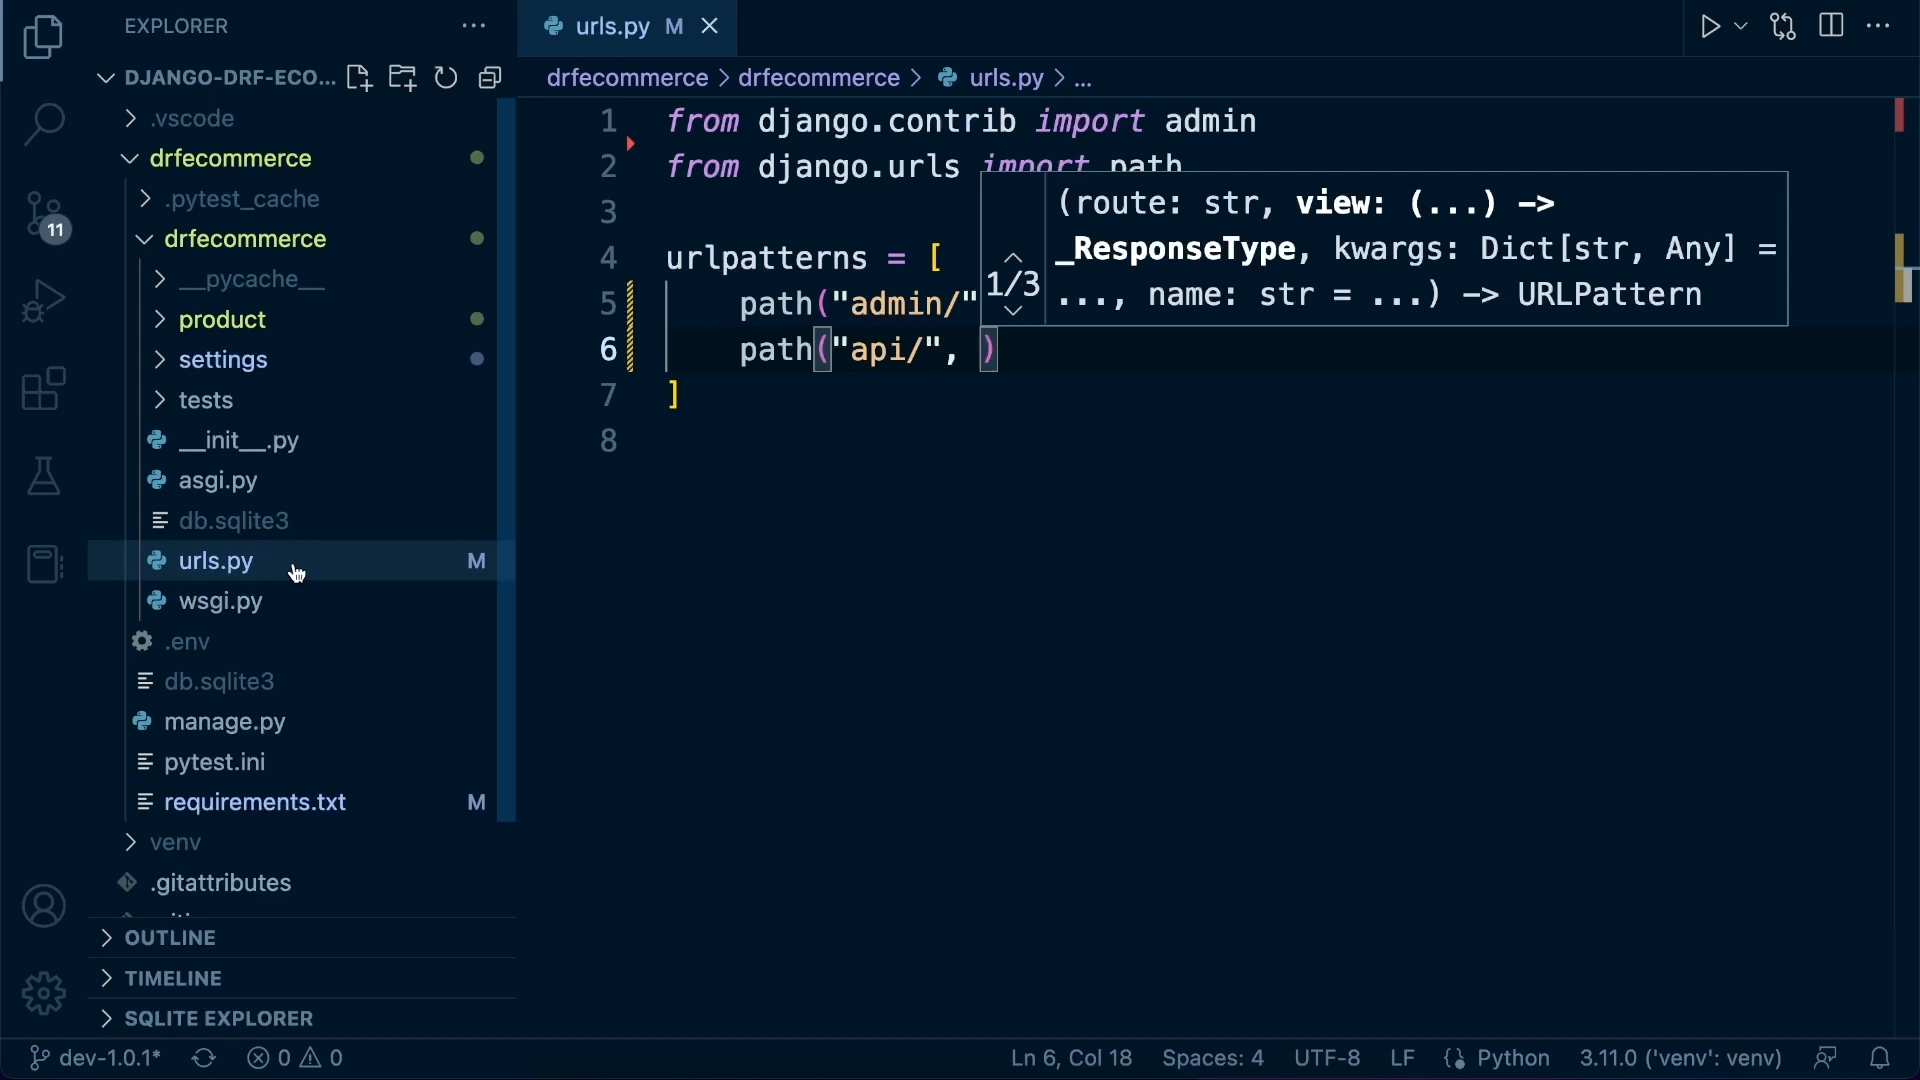 EXPLORER
DJANGO-DRF-ECO...
.vscode
drfecommerce
.pytest_cache
drfecommerce
__pycache__
product
settings
tests
__init__.py
asgi.py
db.sqlite3
urls.py M
wsgi.py
.env
db.sqlite3
manage.py
pytest.ini
requirements.txt M
venv
.gitattributes
OUTLINE
TIMELINE
SQLITE EXPLORER
11
urls.py M
drfecommerce > drfecommerce > urls.py > ...
1 from django.contrib import admin
2 from django.urls import path
3
4 urlpatterns = [
5 path("admin/"
6 path("api/", )
7 ]
8
1/3
(route: str, view: (...) ->
_ResponseType, kwargs: Dict[str, Any] =
..., name: str = ...) -> URLPattern
dev-1.0.1* 0 0 Ln 6, Col 18 Spaces: 4 UTF-8 LF Python 3.11.0 ('venv': venv)